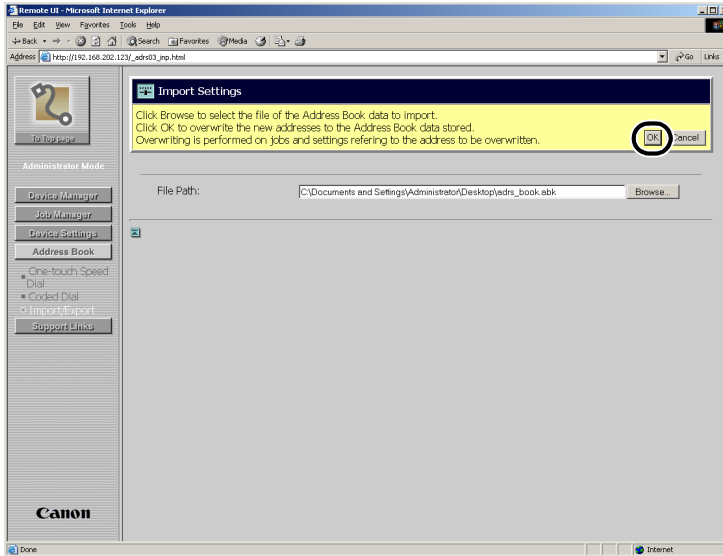 Remote UI - Microsoft Internet Explorer
File Edit View Favorites Tools Help
Back Search Favorites Media
Address http://192.168.202.123/_adrs03_inp.html Go Links
Import Settings
Click Browse to select the file of the Address Book data to import.
Click OK to overwrite the new addresses to the Address Book data stored.
Overwriting is performed on jobs and settings refering to the address to be overwritten.
OK Cancel
To Top page
Administrator Mode
Device Manager
Job Manager
Device Settings
Address Book
One-touch Speed
Dial
Coded Dial
Import/Export
Support Links
File Path: C:\Documents and Settings\Administrator\Desktop\adrs_book.abk Browse...
Canon
Done Internet